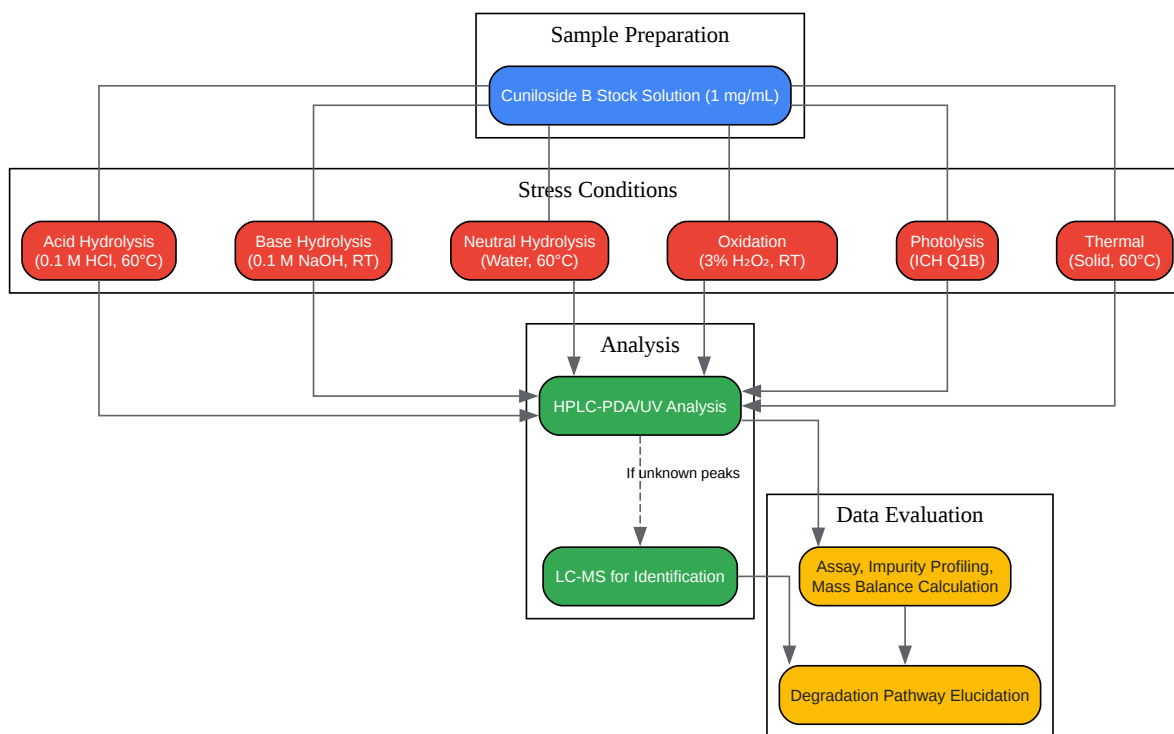 Sample Preparation
Cuniloside B Stock Solution (1 mg/mL)
Stress Conditions
Acid Hydrolysis
(0.1 M HCl, 60°C)
Base Hydrolysis
(0.1 M NaOH, RT)
Neutral Hydrolysis
(Water, 60°C)
Oxidation
(3% H₂O₂, RT)
Photolysis
(ICH Q1B)
Thermal
(Solid, 60°C)
Analysis
HPLC-PDA/UV Analysis
If unknown peaks
LC-MS for Identification
Data Evaluation
Assay, Impurity Profiling,
Mass Balance Calculation
Degradation Pathway Elucidation